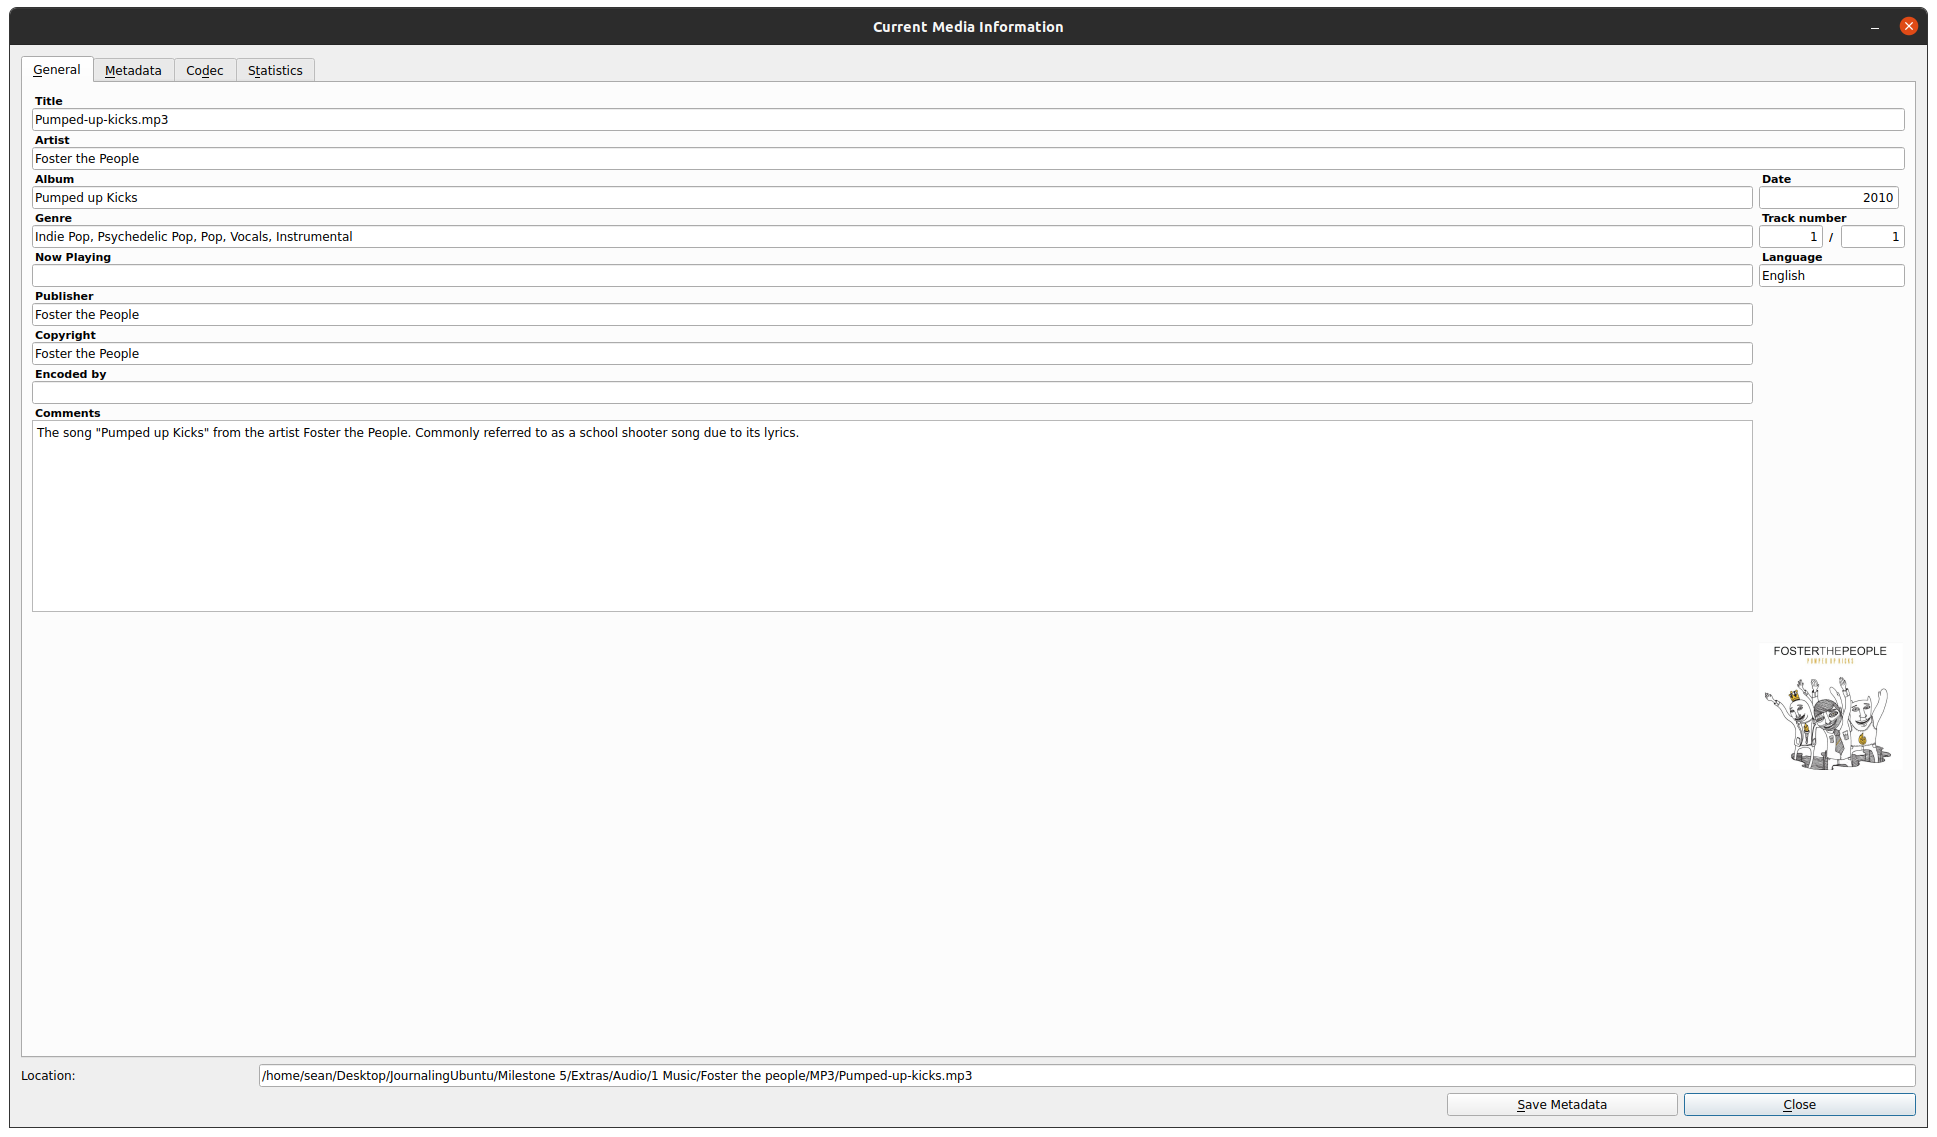 Current Media Information
General Metadata Codec Statistics
Title
Pumped-up-kicks.mp3
Artist
Foster the People
Album Date
Pumped up Kicks 2010
Genre Track number
Indie Pop, Psychedelic Pop, Pop, Vocals, Instrumental 1 / 1
Now Playing Language
English
Publisher
Foster the People
Copyright
Foster the People
Encoded by
Comments
The song "Pumped up Kicks" from the artist Foster the People. Commonly referred to as a school shooter song due to its lyrics.
FOSTERTHEPEOPLE
PUMPED UP KICKS
Location: /home/sean/Desktop/JournalingUbuntu/Milestone 5/Extras/Audio/1 Music/Foster the people/MP3/Pumped-up-kicks.mp3
Save Metadata Close